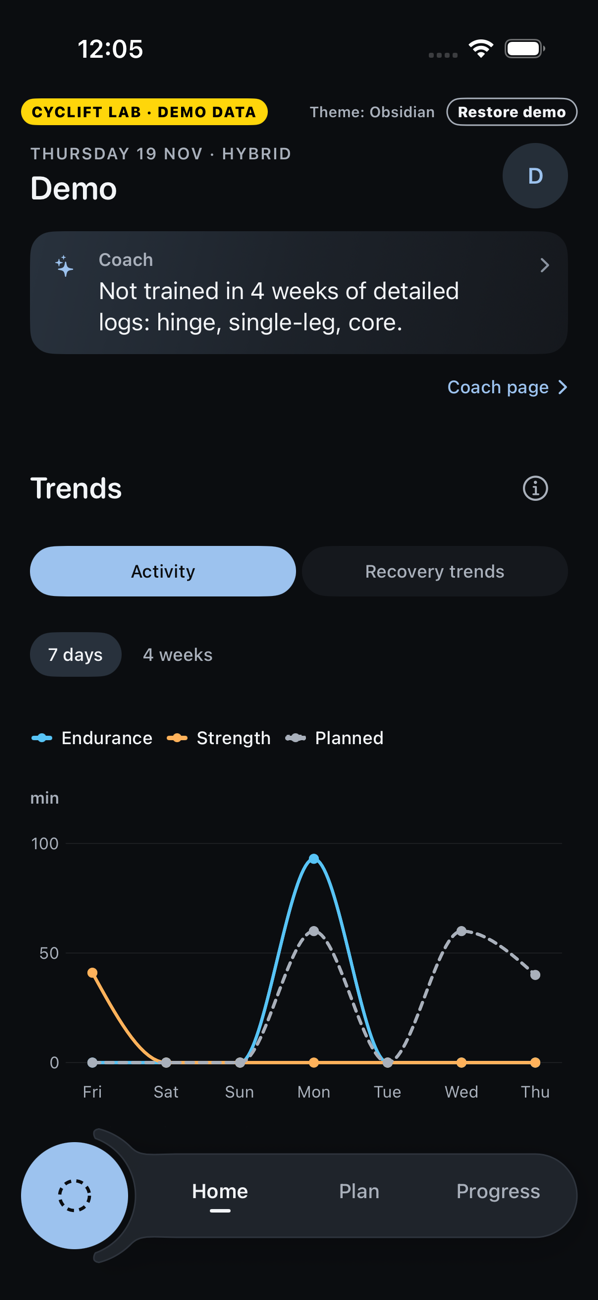 12:05
CYCLIFT LAB · DEMO DATA
Theme: Obsidian
Restore demo
THURSDAY 19 NOV · HYBRID
Demo
D
Coach
Not trained in 4 weeks of detailed
logs: hinge, single-leg, core.
Coach page
Trends
Activity
Recovery trends
7 days
4 weeks
Endurance
Strength
Planned
min
100
50
0
Fri Sat Sun Mon Tue Wed Thu
Home
Plan
Progress